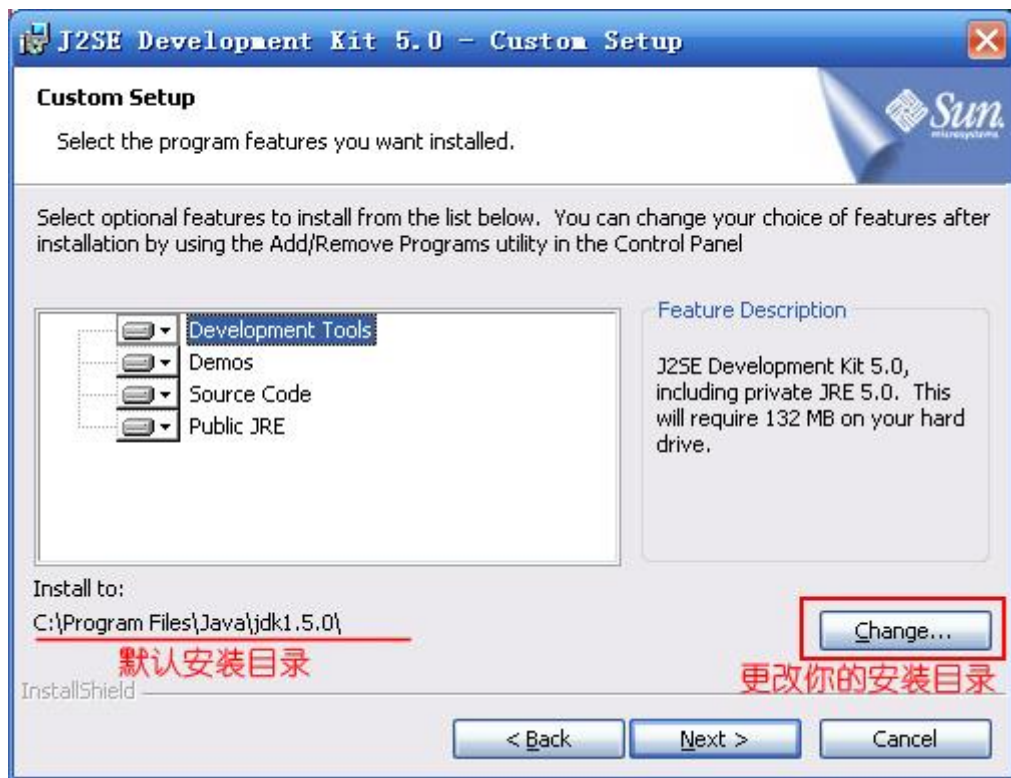 J2SE Development Kit 5.0 - Custom Setup
Custom Setup
Select the program features you want installed.
Sun
microsystems
Select optional features to install from the list below. You can change your choice of features after
installation by using the Add/Remove Programs utility in the Control Panel
Development Tools
Demos
Source Code
Public JRE
Feature Description
J2SE Development Kit 5.0,
including private JRE 5.0. This
will require 132 MB on your hard
drive.
Install to:
C:\Program Files\Java\jdk1.5.0\
Change...
默认安装目录
更改你的安装目录
InstallShield
< Back
Next >
Cancel